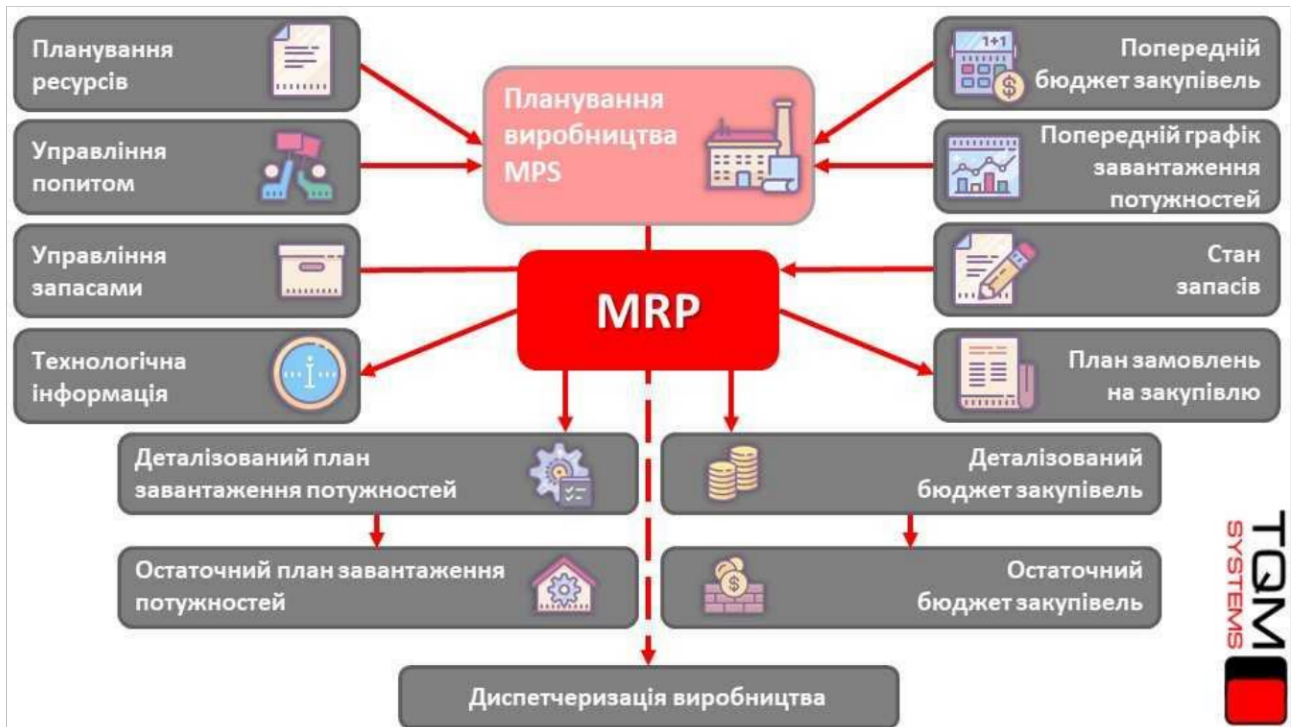 Планування
ресурсів
Управління
попитом
Управління
запасами
Технологічна
інформація
Планування
виробництва
MPS
MRP
1+1
Попередній
бюджет закупівель
Попередній графік
завантаження
потужностей
Стан
запасів
План замовлень
на закупівлю
Деталізований план
завантаження потужностей
Деталізований
бюджет закупівель
Остаточний план завантаження
потужностей
Остаточний
бюджет закупівель
Диспетчеризація виробництва
TQM
SYSTEMS